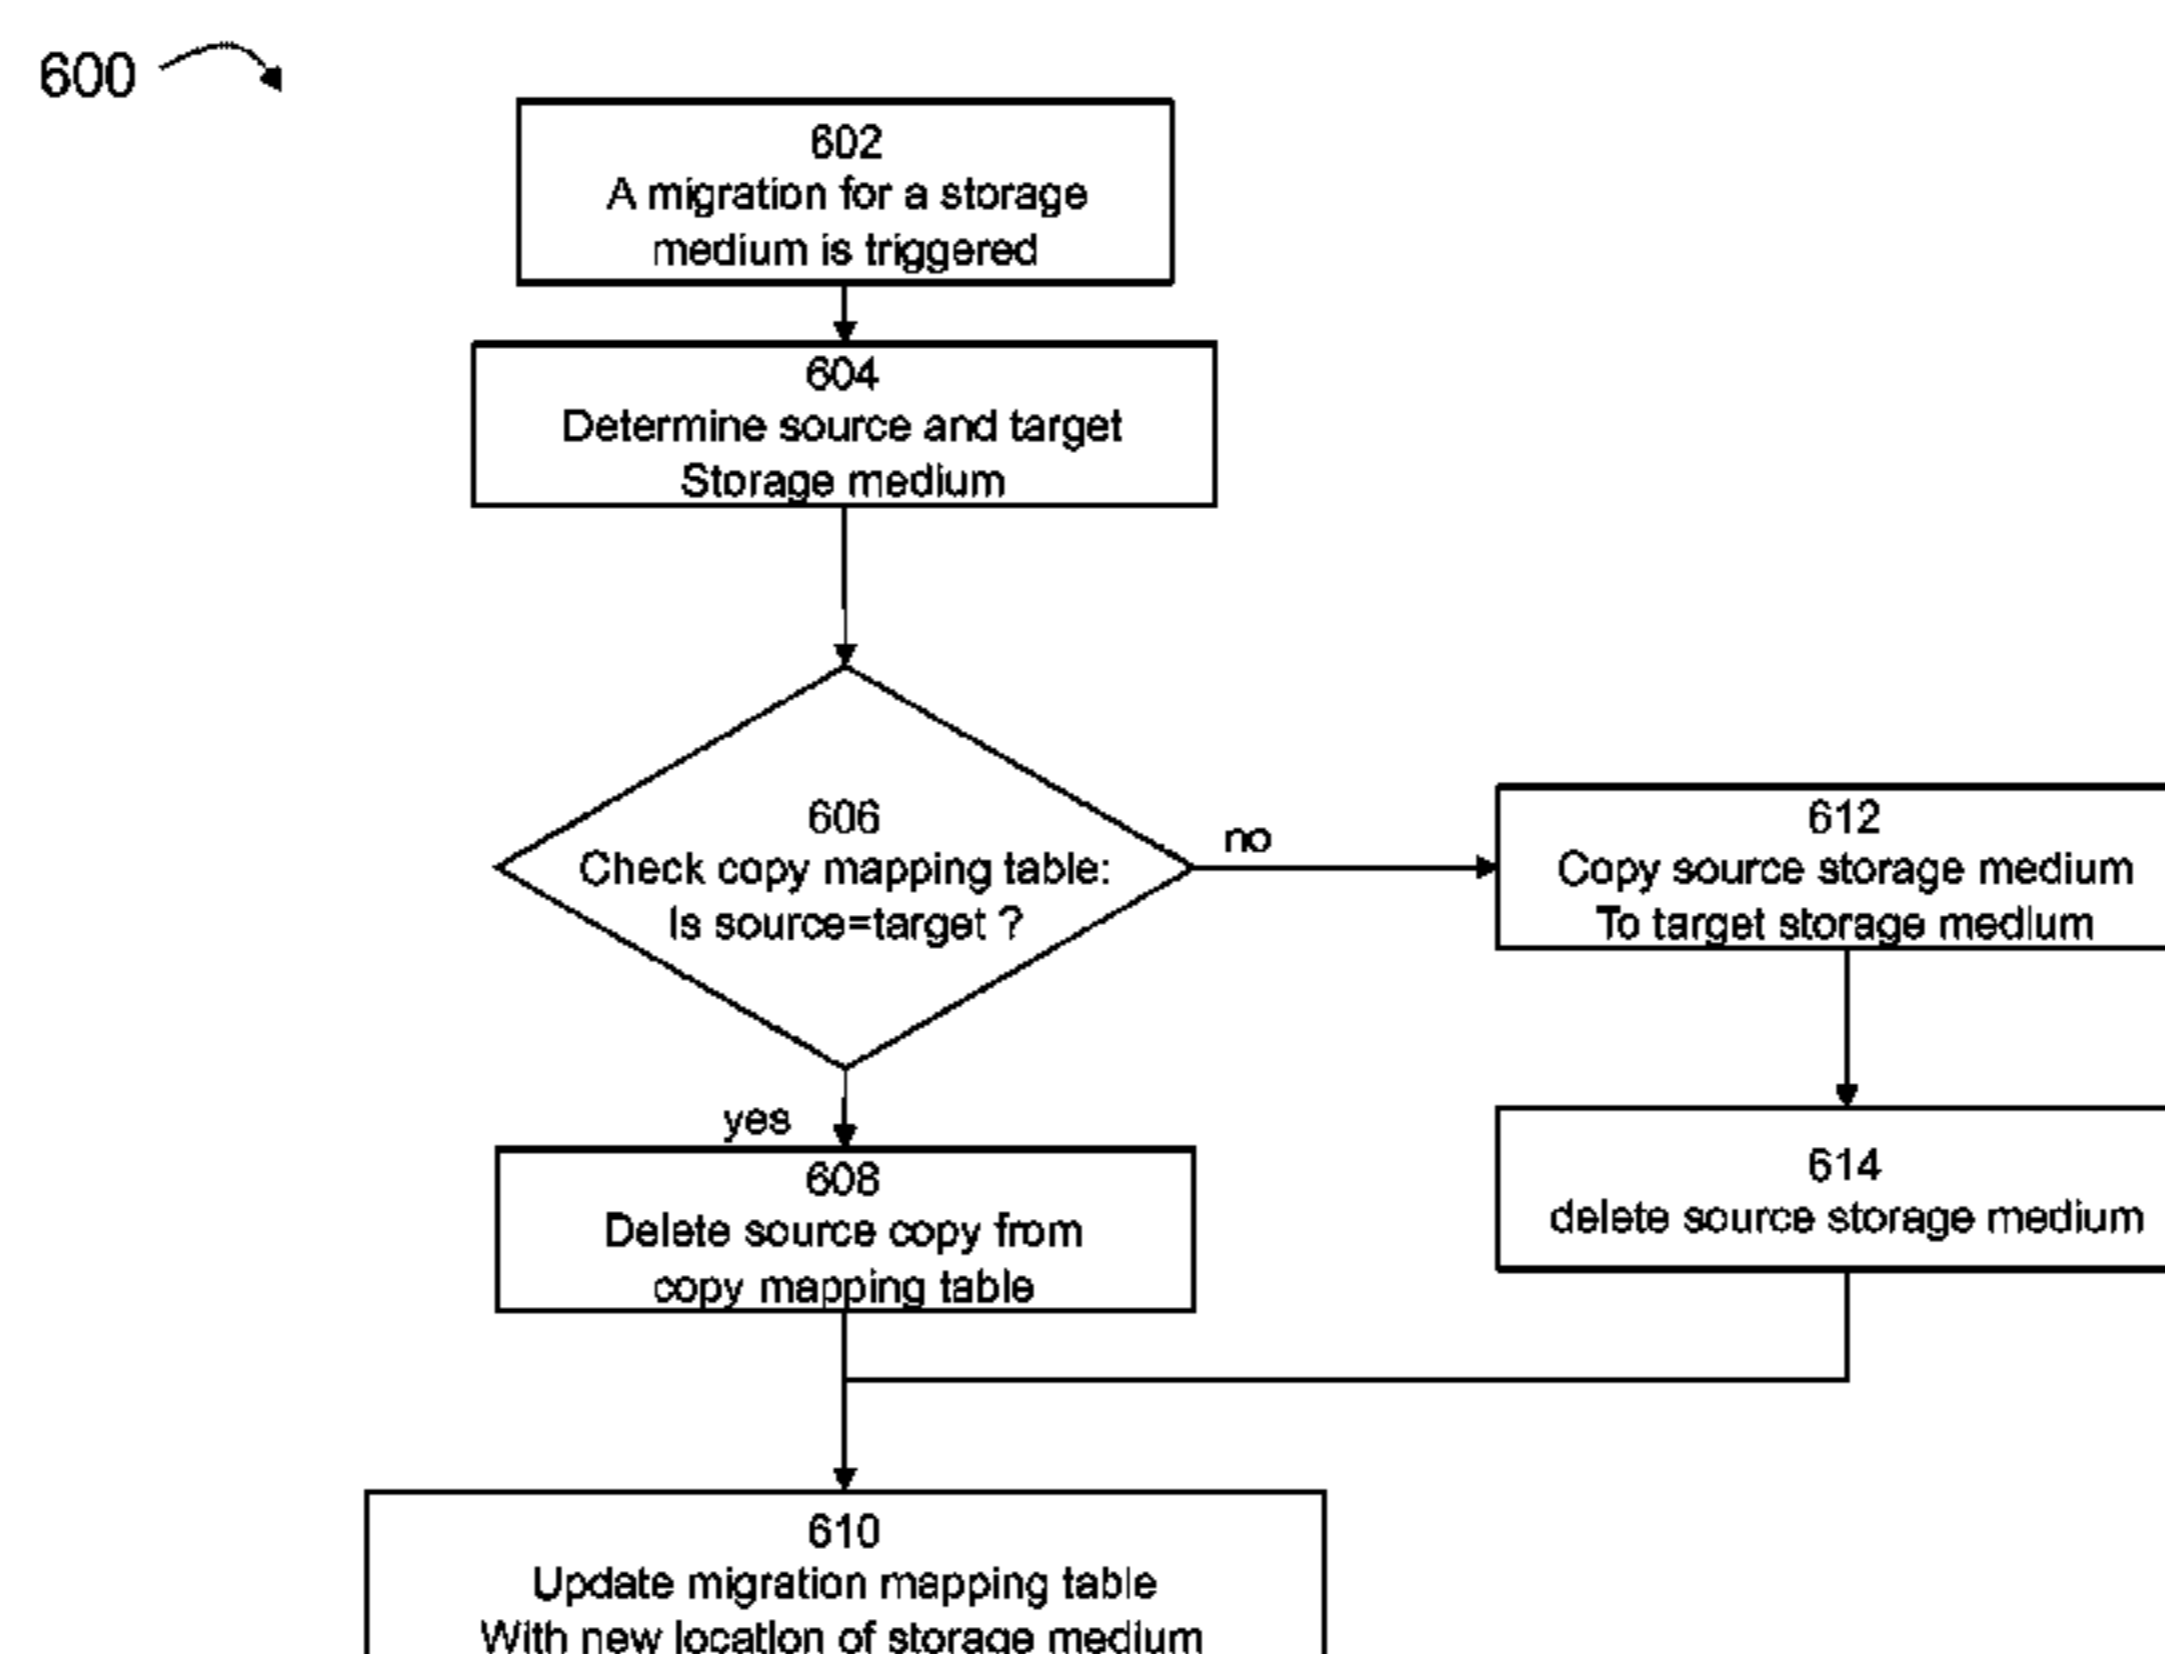 600
602
A migration for a storage
medium is triggered
604
Determine source and target
Storage medium
606
Check copy mapping table:
Is source=target ?
no
612
Copy source storage medium
To target storage medium
614
delete source storage medium
yes
608
Delete source copy from
copy mapping table
610
Update migration mapping table
With new location of storage medium